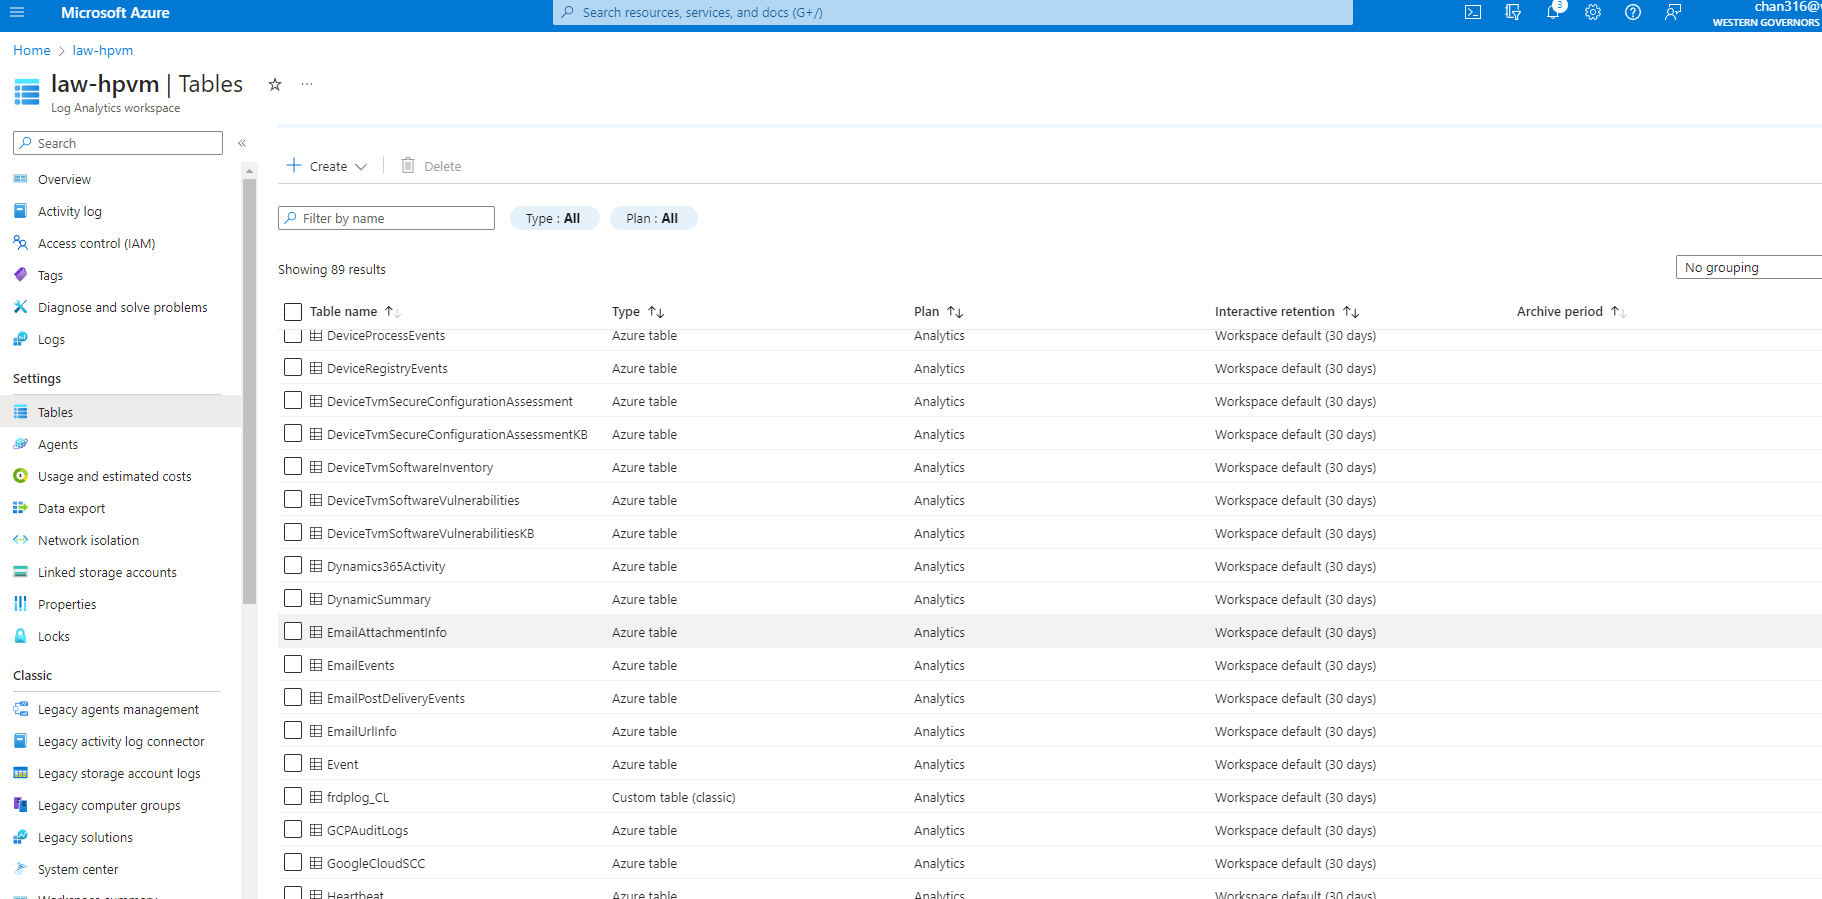 Microsoft Azure
Search resources, services, and docs (G+/)
3
chan316@
WESTERN GOVERNORS
Home > law-hpvm
law-hpvm | Tables
Log Analytics workspace
Search
Overview
Activity log
Access control (IAM)
Tags
Diagnose and solve problems
Logs
Settings
Tables
Agents
Usage and estimated costs
Data export
Network isolation
Linked storage accounts
Properties
Locks
Classic
Legacy agents management
Legacy activity log connector
Legacy storage account logs
Legacy computer groups
Legacy solutions
System center
Workspace summary
Create
Delete
Filter by name
Type : All
Plan : All
Showing 89 results
No grouping
Table name Type Plan Interactive retention Archive period
DeviceProcessEvents Azure table Analytics Workspace default (30 days)
DeviceRegistryEvents Azure table Analytics Workspace default (30 days)
DeviceTvmSecureConfigurationAssessment Azure table Analytics Workspace default (30 days)
DeviceTvmSecureConfigurationAssessmentKB Azure table Analytics Workspace default (30 days)
DeviceTvmSoftwareInventory Azure table Analytics Workspace default (30 days)
DeviceTvmSoftwareVulnerabilities Azure table Analytics Workspace default (30 days)
DeviceTvmSoftwareVulnerabilitiesKB Azure table Analytics Workspace default (30 days)
Dynamics365Activity Azure table Analytics Workspace default (30 days)
DynamicSummary Azure table Analytics Workspace default (30 days)
EmailAttachmentInfo Azure table Analytics Workspace default (30 days)
EmailEvents Azure table Analytics Workspace default (30 days)
EmailPostDeliveryEvents Azure table Analytics Workspace default (30 days)
EmailUrlInfo Azure table Analytics Workspace default (30 days)
Event Azure table Analytics Workspace default (30 days)
frdplog_CL Custom table (classic) Analytics Workspace default (30 days)
GCPAuditLogs Azure table Analytics Workspace default (30 days)
GoogleCloudSCC Azure table Analytics Workspace default (30 days)
Heartbeat Azure table Analytics Workspace default (30 days)